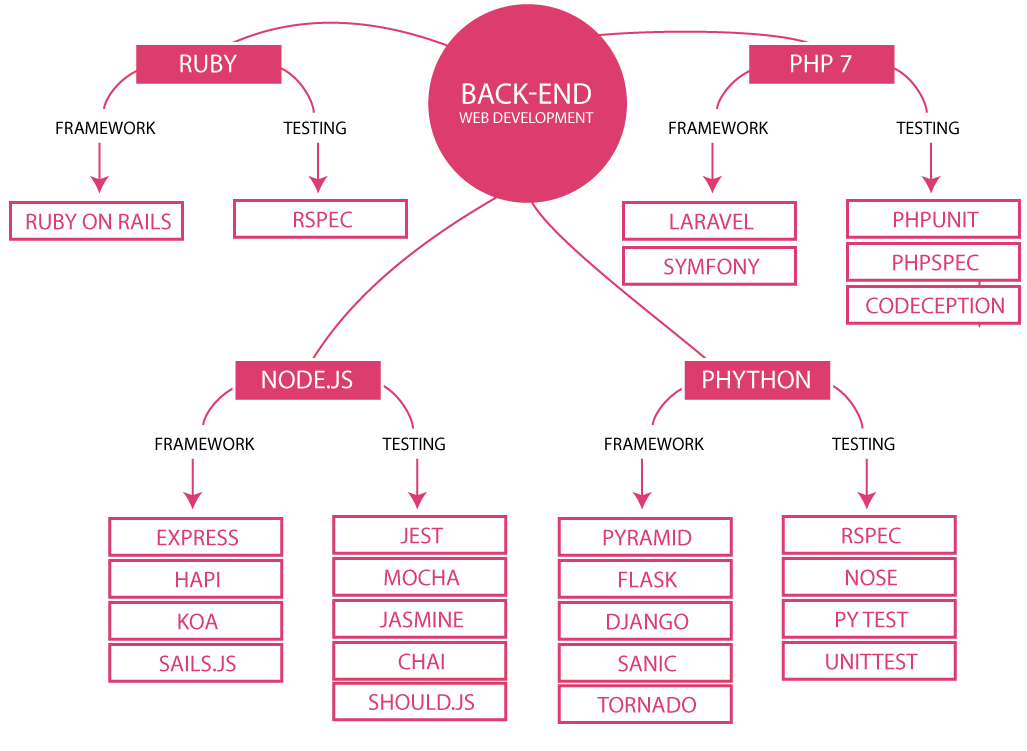 BACK-END
WEB DEVELOPMENT
RUBY
FRAMEWORK
RUBY ON RAILS
TESTING
RSPEC
PHP 7
FRAMEWORK
LARAVEL
SYMFONY
TESTING
PHPUNIT
PHPSPEC
CODECEPTION
NODE.JS
FRAMEWORK
EXPRESS
HAPI
KOA
SAILS.JS
TESTING
JEST
MOCHA
JASMINE
CHAI
SHOULD.JS
PHYTHON
FRAMEWORK
PYRAMID
FLASK
DJANGO
SANIC
TORNADO
TESTING
RSPEC
NOSE
PY TEST
UNITTEST